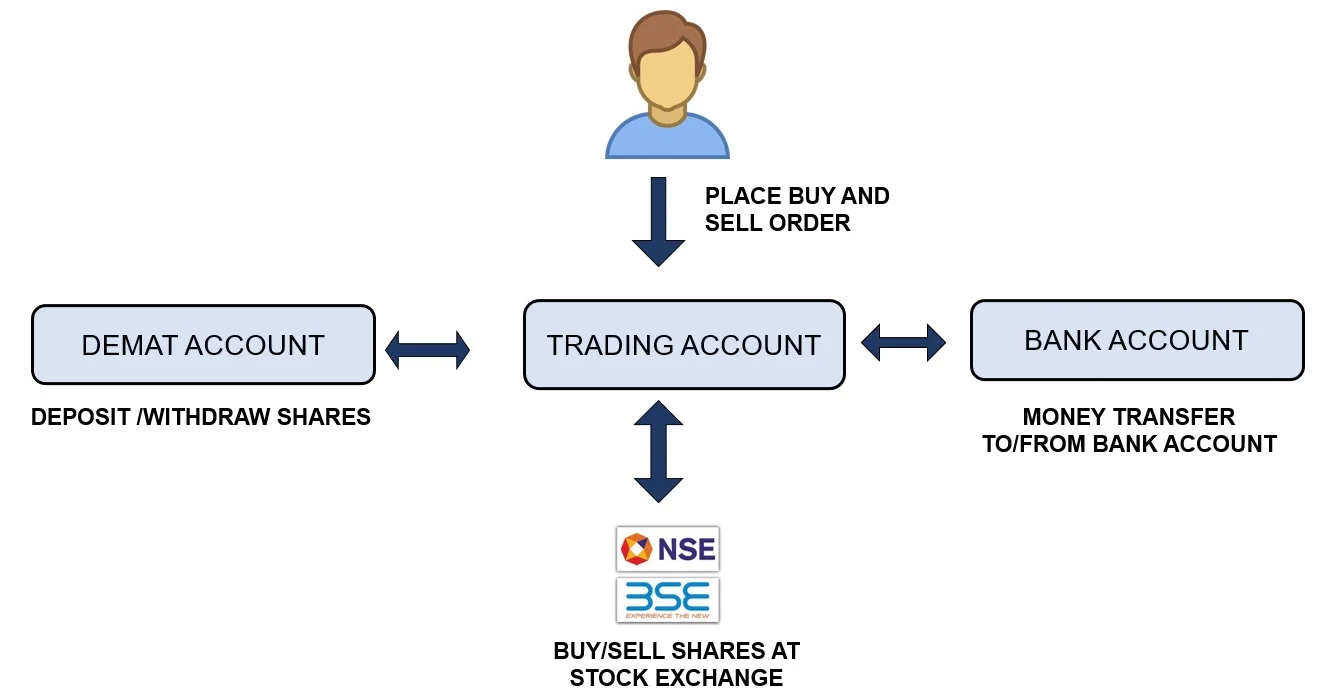 PLACE BUY AND
SELL ORDER
DEMAT ACCOUNT
TRADING ACCOUNT
BANK ACCOUNT
DEPOSIT /WITHDRAW SHARES
MONEY TRANSFER
TO/FROM BANK ACCOUNT
NSE
BSE
EXPERIENCE THE NEW
BUY/SELL SHARES AT
STOCK EXCHANGE